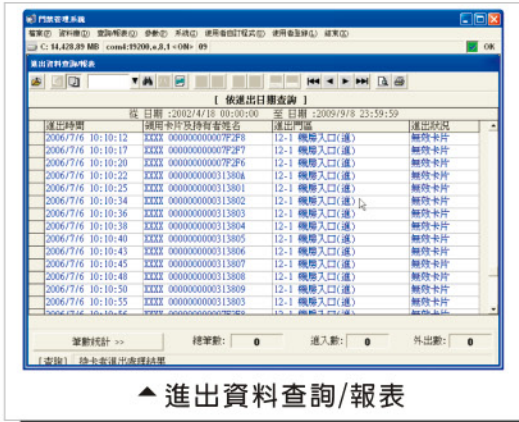 門禁管理系統
檔案(F) 資料庫(D) 查詢/報表(Q) 參數(P) 系統(S) 使用者自訂程式(U) 使用者登錄(L) 結束(X)
C: 14,428.89 MB com4:19200,e,8,1 <ON> 09 OK
進出資料查詢/報表
[ 依進出日期查詢 ]
從 日期 :2002/4/18 00:00:00 至 日期 :2009/9/8 23:59:59
進出時間 領用卡片及持有者姓名 進出門區 進出狀況
2006/7/6 10:10:12 XXXX 000000000007F2F8 12-1 機房入口(進) 無效卡片
2006/7/6 10:10:17 XXXX 000000000007F2F7 12-1 機房入口(進) 無效卡片
2006/7/6 10:10:20 XXXX 000000000007F2F6 12-1 機房入口(進) 無效卡片
2006/7/6 10:10:22 XXXX 000000000031380A 12-1 機房入口(進) 無效卡片
2006/7/6 10:10:25 XXXX 0000000000313801 12-1 機房入口(進) 無效卡片
2006/7/6 10:10:34 XXXX 0000000000313802 12-1 機房入口(進) 無效卡片
2006/7/6 10:10:36 XXXX 0000000000313803 12-1 機房入口(進) 無效卡片
2006/7/6 10:10:38 XXXX 0000000000313804 12-1 機房入口(進) 無效卡片
2006/7/6 10:10:40 XXXX 0000000000313805 12-1 機房入口(進) 無效卡片
2006/7/6 10:10:43 XXXX 0000000000313806 12-1 機房入口(進) 無效卡片
2006/7/6 10:10:45 XXXX 0000000000313807 12-1 機房入口(進) 無效卡片
2006/7/6 10:10:48 XXXX 0000000000313808 12-1 機房入口(進) 無效卡片
2006/7/6 10:10:50 XXXX 0000000000313809 12-1 機房入口(進) 無效卡片
2006/7/6 10:10:55 XXXX 0000000000313803 12-1 機房入口(進) 無效卡片
筆數統計 >> 總筆數: 0 進入數: 0 外出數: 0
[查詢] 持卡者進出處理結果
進出資料查詢/報表